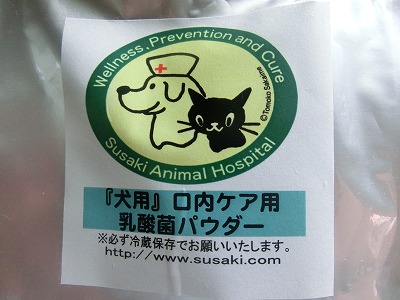 Wellness, Prevention and Cure
©Tomoko Sakume
Susaki Animal Hospital
『犬用』口内ケア用
乳酸菌パウダー
※必ず冷蔵保存でお願いいたします。
http://www.susaki.com